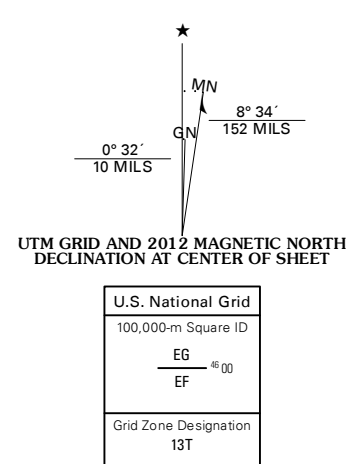 ★
MN
GN
8° 34´
152 MILS
0° 32´
10 MILS
UTM GRID AND 2012 MAGNETIC NORTH
DECLINATION AT CENTER OF SHEET
U.S. National Grid
100,000-m Square ID
EG
46 00
EF
Grid Zone Designation
13T